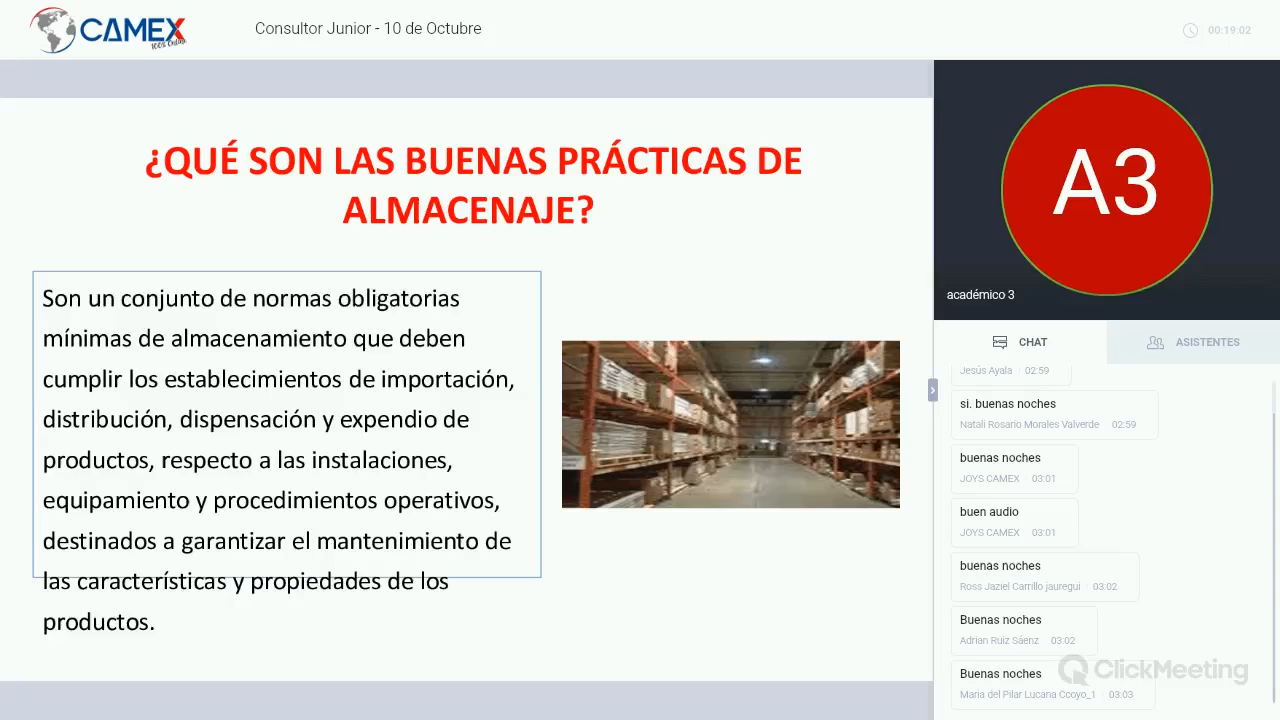 CAMEX
100% Online
Consultor Junior - 10 de Octubre
00:19:02
¿QUÉ SON LAS BUENAS PRÁCTICAS DE
ALMACENAJE?
Son un conjunto de normas obligatorias
mínimas de almacenamiento que deben
cumplir los establecimientos de importación,
distribución, dispensación y expendio de
productos, respecto a las instalaciones,
equipamiento y procedimientos operativos,
destinados a garantizar el mantenimiento de
las características y propiedades de los
productos.
A3
académico 3
CHAT
ASISTENTES
Jesús Ayala · 02:59
si. buenas noches
Natali Rosario Morales Valverde 02:59
buenas noches
JOYS CAMEX · 03:01
buen audio
JOYS CAMEX · 03:01
buenas noches
Ross Jaziel Carrillo jauregui · 03:02
Buenas noches
Adrian Ruiz Sáenz 03:02
Buenas noches
Maria del Pilar Lucana Ccoyo_1 · 03:03
ClickMeeting